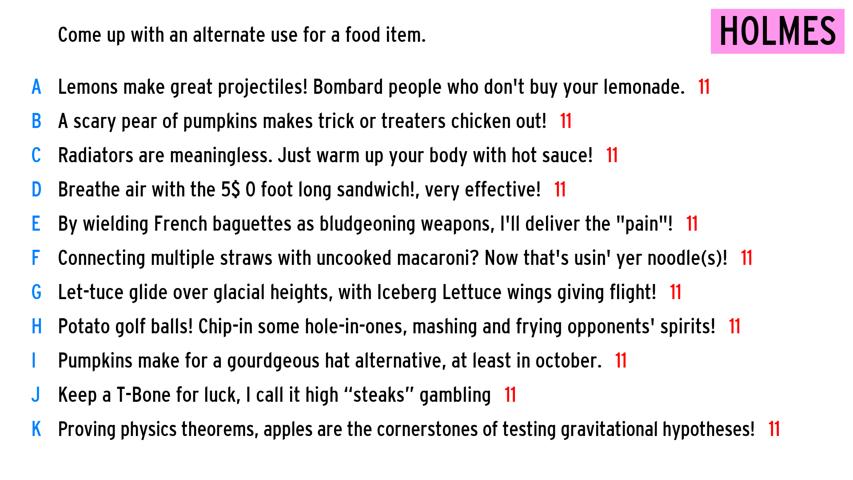 Come up with an alternate use for a food item.
HOLMES
A Lemons make great projectiles! Bombard people who don't buy your lemonade. 11
B A scary pear of pumpkins makes trick or treaters chicken out! 11
C Radiators are meaningless. Just warm up your body with hot sauce! 11
D Breathe air with the 5$ 0 foot long sandwich!, very effective! 11
E By wielding French baguettes as bludgeoning weapons, I'll deliver the "pain"! 11
F Connecting multiple straws with uncooked macaroni? Now that's usin' yer noodle(s)! 11
G Let-tuce glide over glacial heights, with Iceberg Lettuce wings giving flight! 11
H Potato golf balls! Chip-in some hole-in-ones, mashing and frying opponents' spirits! 11
I Pumpkins make for a gourdgeous hat alternative, at least in october. 11
J Keep a T-Bone for luck, I call it high “steaks” gambling 11
K Proving physics theorems, apples are the cornerstones of testing gravitational hypotheses! 11